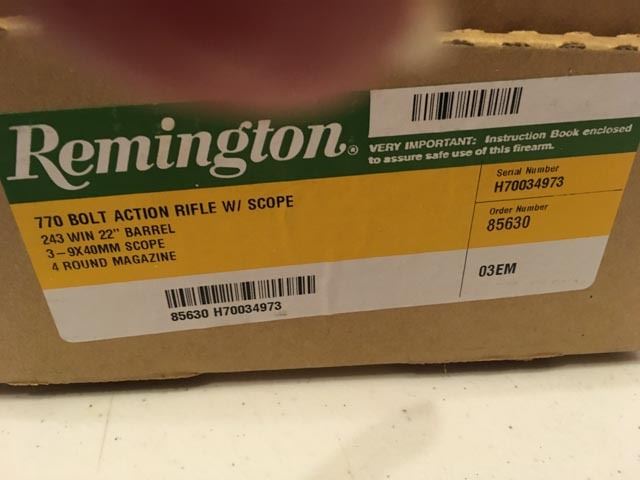 Remington.
VERY IMPORTANT: Instruction Book enclosed
to assure safe use of this firearm.
770 BOLT ACTION RIFLE W/ SCOPE
243 WIN 22" BARREL
3-9X40MM SCOPE
4 ROUND MAGAZINE
85630 H70034973
Serial Number
H70034973
Order Number
85630
03EM